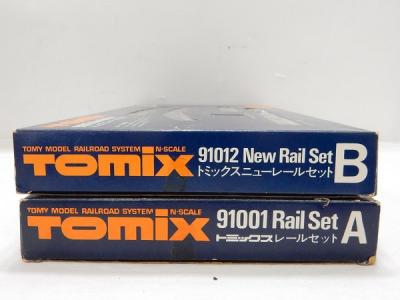 TOMY MODEL RAILROAD SYSTEM N-SCALE
TOMIX 91012 New Rail Set B
トミックスニューレールセット
TOMY MODEL RAILROAD SYSTEM N-SCALE
TOMIX 91001 Rail Set A
トミックスレールセット